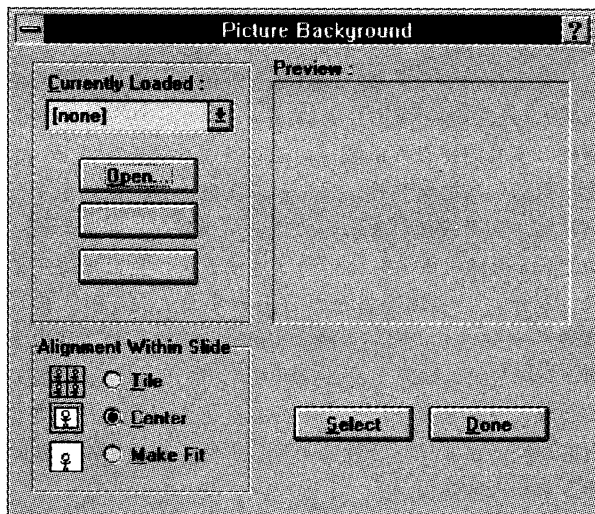 Picture Background
?
Currently Loaded :
[none]
Open...
Preview :
Alignment Within Slide
Tile
Center
Make Fit
Select
Done